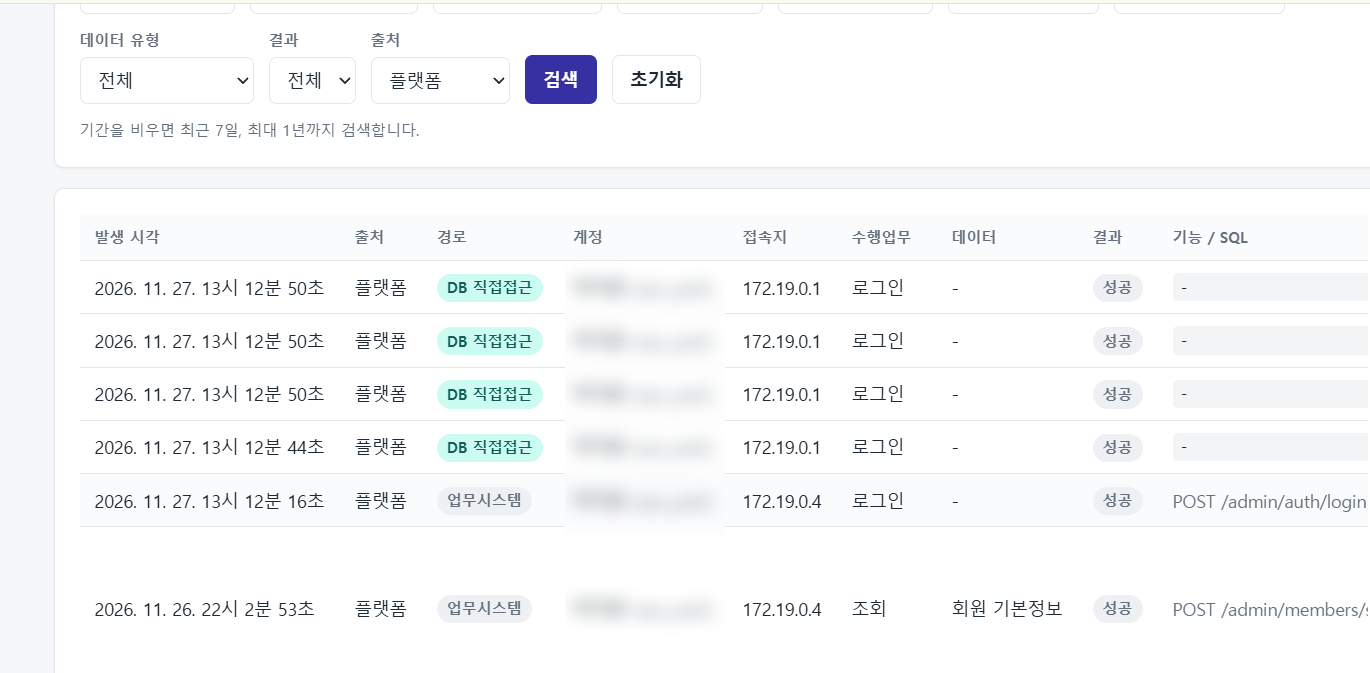 데이터 유형 결과 출처
전체 전체 플랫폼 검색 초기화
기간을 비우면 최근 7일, 최대 1년까지 검색합니다.
발생 시각 출처 경로 계정 접속지 수행업무 데이터 결과 기능 / SQL
2026. 11. 27. 13시 12분 50초 플랫폼 DB 직접접근 172.19.0.1 로그인 - 성공 -
2026. 11. 27. 13시 12분 50초 플랫폼 DB 직접접근 172.19.0.1 로그인 - 성공 -
2026. 11. 27. 13시 12분 50초 플랫폼 DB 직접접근 172.19.0.1 로그인 - 성공 -
2026. 11. 27. 13시 12분 44초 플랫폼 DB 직접접근 172.19.0.1 로그인 - 성공 -
2026. 11. 27. 13시 12분 16초 플랫폼 업무시스템 172.19.0.4 로그인 - 성공 POST /admin/auth/login
2026. 11. 26. 22시 2분 53초 플랫폼 업무시스템 172.19.0.4 조회 회원 기본정보 성공 POST /admin/members/